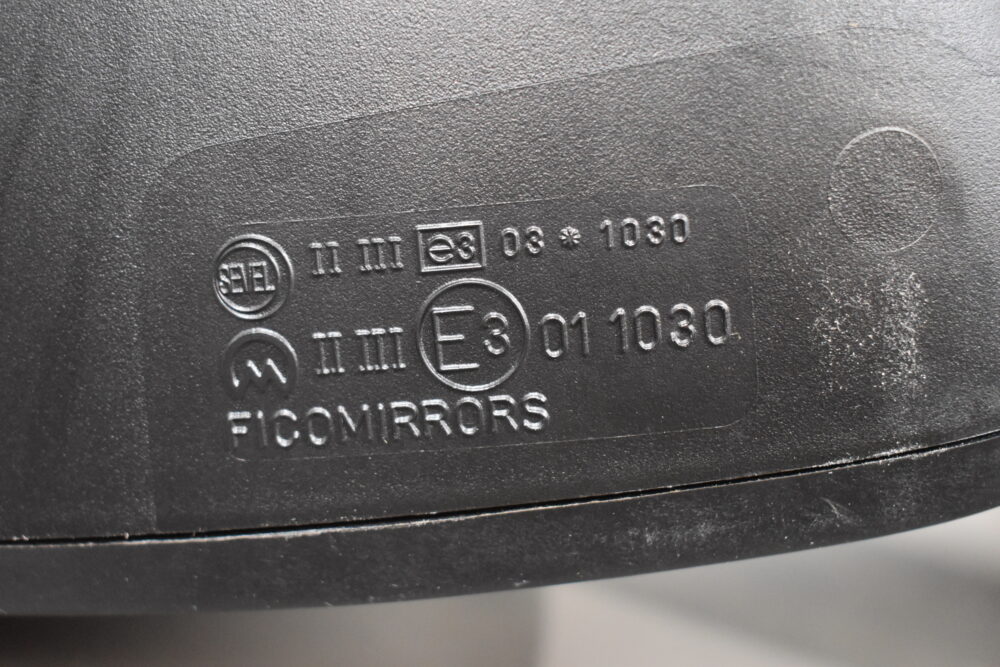 SEVEL II III e3 03 * 1030
II III E3 01 1030
FICOMIRRORS